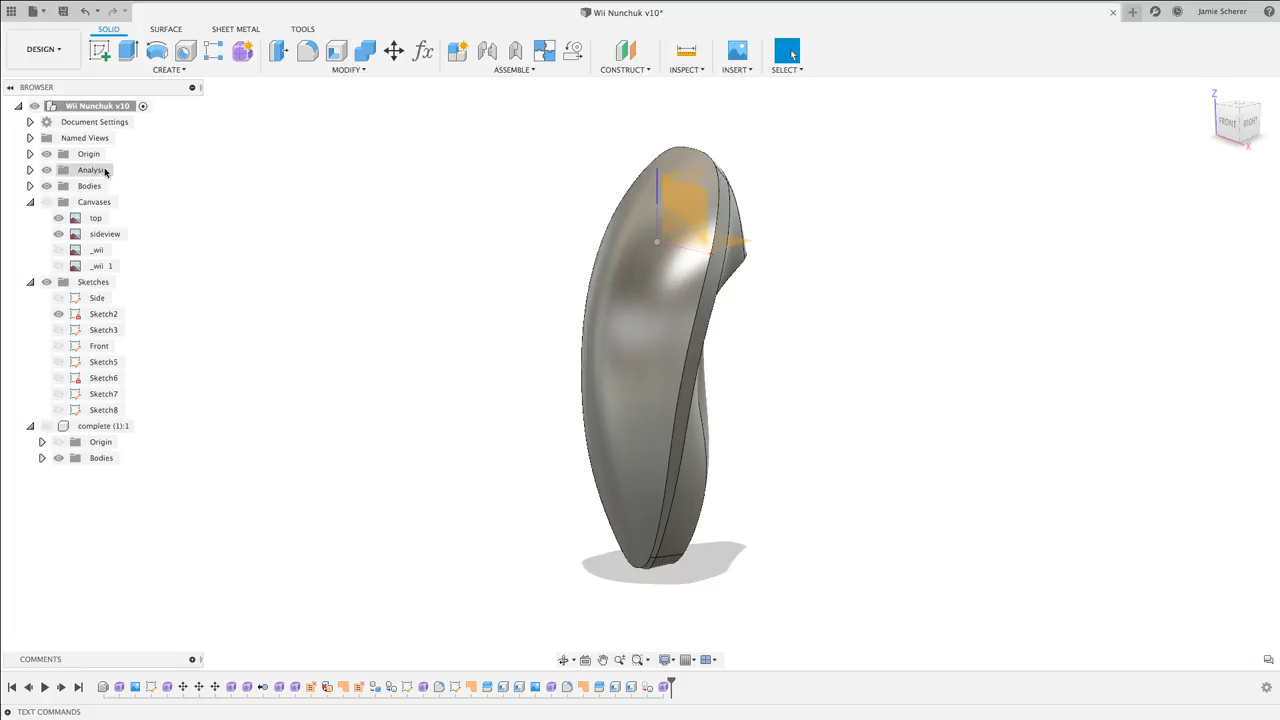 Wii Nunchuk v10*
Jamie Scherer
DESIGN
SOLID
SURFACE
SHEET METAL
TOOLS
CREATE
MODIFY
ASSEMBLE
CONSTRUCT
INSPECT
INSERT
SELECT
BROWSER
Wii Nunchuk v10
Document Settings
Named Views
Origin
Analys
Bodies
Canvases
top
sideview
_wii
_wii 1
Sketches
Side
Sketch2
Sketch3
Front
Sketch5
Sketch6
Sketch7
Sketch8
complete (1):1
Origin
Bodies
Z
FRONT
RIGHT
X
COMMENTS
TEXT COMMANDS